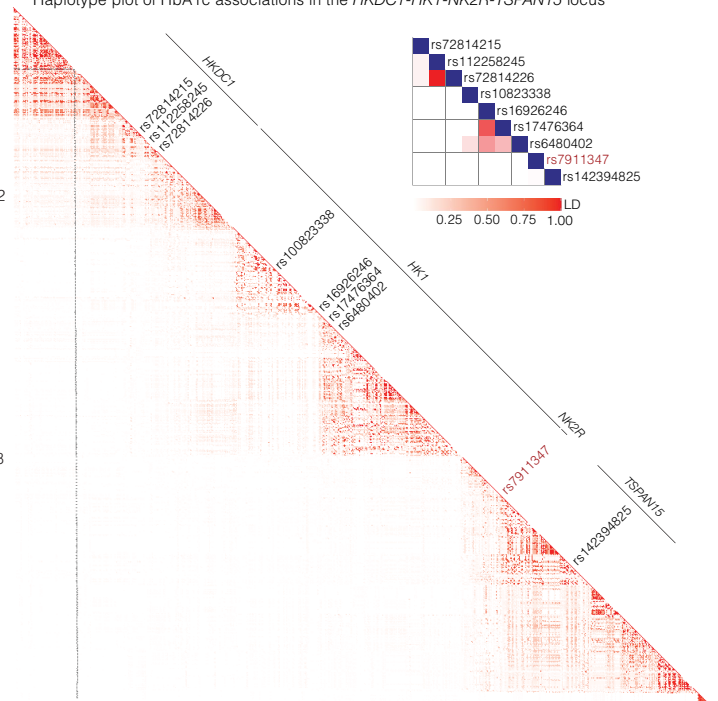 Haplotype plot of HbA1c associations in the HKDC1-HK1-NK2R-TSPAN15 locus
HKDC1
rs72814215
rs112258245
rs72814226
rs100823338
rs16926246
rs17476364
rs6480402
HK1
NK2R
rs7911347
TSPAN15
rs142394825
rs72814215
rs112258245
rs72814226
rs10823338
rs16926246
rs17476364
rs6480402
rs7911347
rs142394825
LD
0.25 0.50 0.75 1.00
2
3